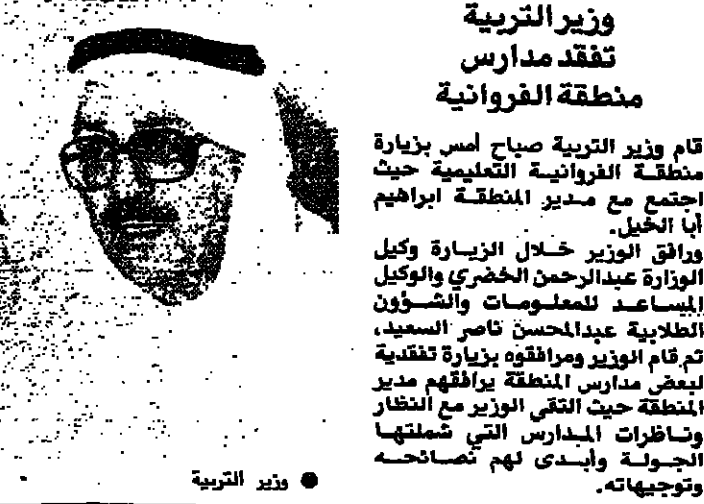 وزير التربية
تفقد مدارس
منطقة الفروانية
قام وزير التربية صباح أمس بزيارة
منطقة الفروانية التعليمية حيث
اجتمع مع مدير المنطقة ابراهيم
أبا الخيل.
ورافق الوزير خلال الزيارة وكيل
الوزارة عبدالرحمن الخضري والوكيل
المساعد للمعلومات والشؤون
الطلابية عبدالمحسن ناصر السعيد،
ثم قام الوزير ومرافقوه بزيارة تفقدية
لبعض مدارس المنطقة يرافقهم مدير
المنطقة حيث التقى الوزير مع النظار
وناظرات المدارس التي شملتها
الجولة وأبدى لهم نصائحه
وتوجيهاته.
● وزير التربية